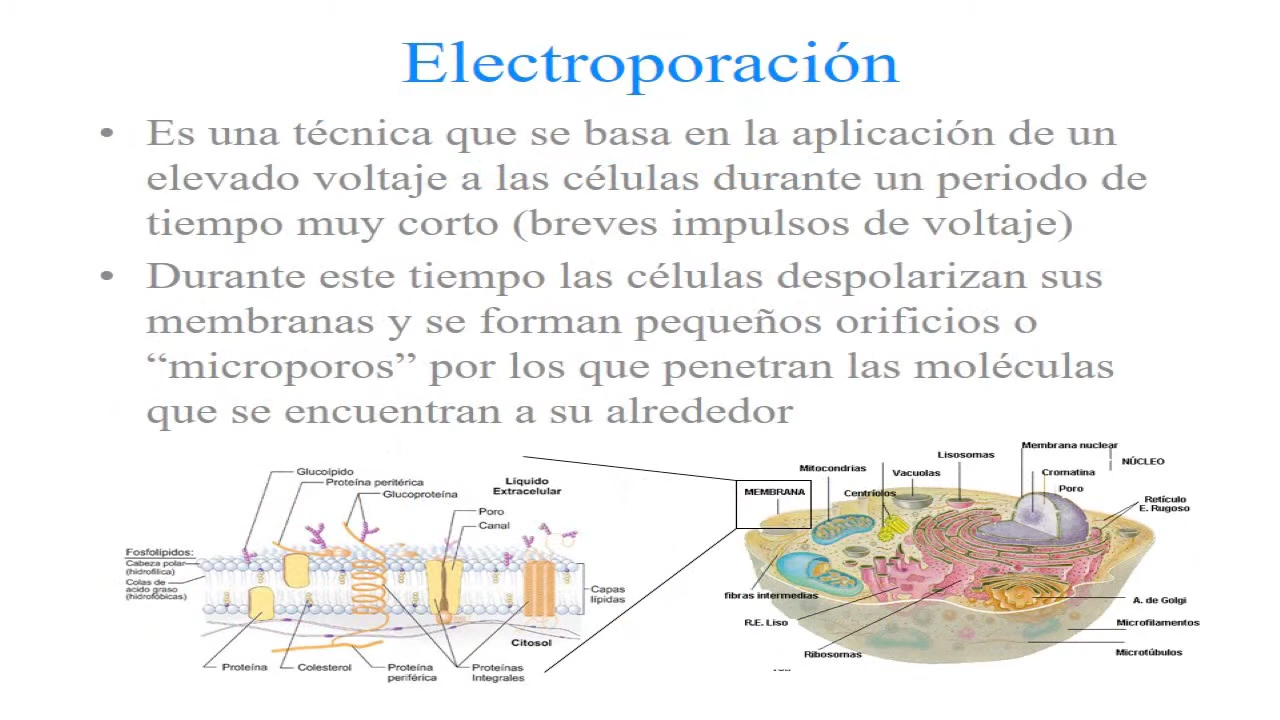 Electroporación
• Es una técnica que se basa en la aplicación de un
elevado voltaje a las células durante un periodo de
tiempo muy corto (breves impulsos de voltaje)
• Durante este tiempo las células despolarizan sus
membranas y se forman pequeños orificios o
“microporos” por los que penetran las moléculas
que se encuentran a su alrededor
Glucolpido
Proteína peritérica
Glucoproteína
Líquido
Extracelular
Poro
Canal
Fosfolípidos:
Cabeza polar
(hidrofílica)
Colas de
acido graso
(hidrofóbicas)
Capas
lípidas
Citosol
Proteína
Colesterol
Proteína
periférica
Proteínas
Integrales
Membrana nuclear
NÚCLEO
Lisosomas
Mitocondrias
Vacuolas
Cromatina
Poro
MEMBRANA
Centríolos
Retículo
E. Rugoso
fibras intermedias
A. de Golgi
R.E. Liso
Microfilamentos
Ribosomas
Microtúbulos